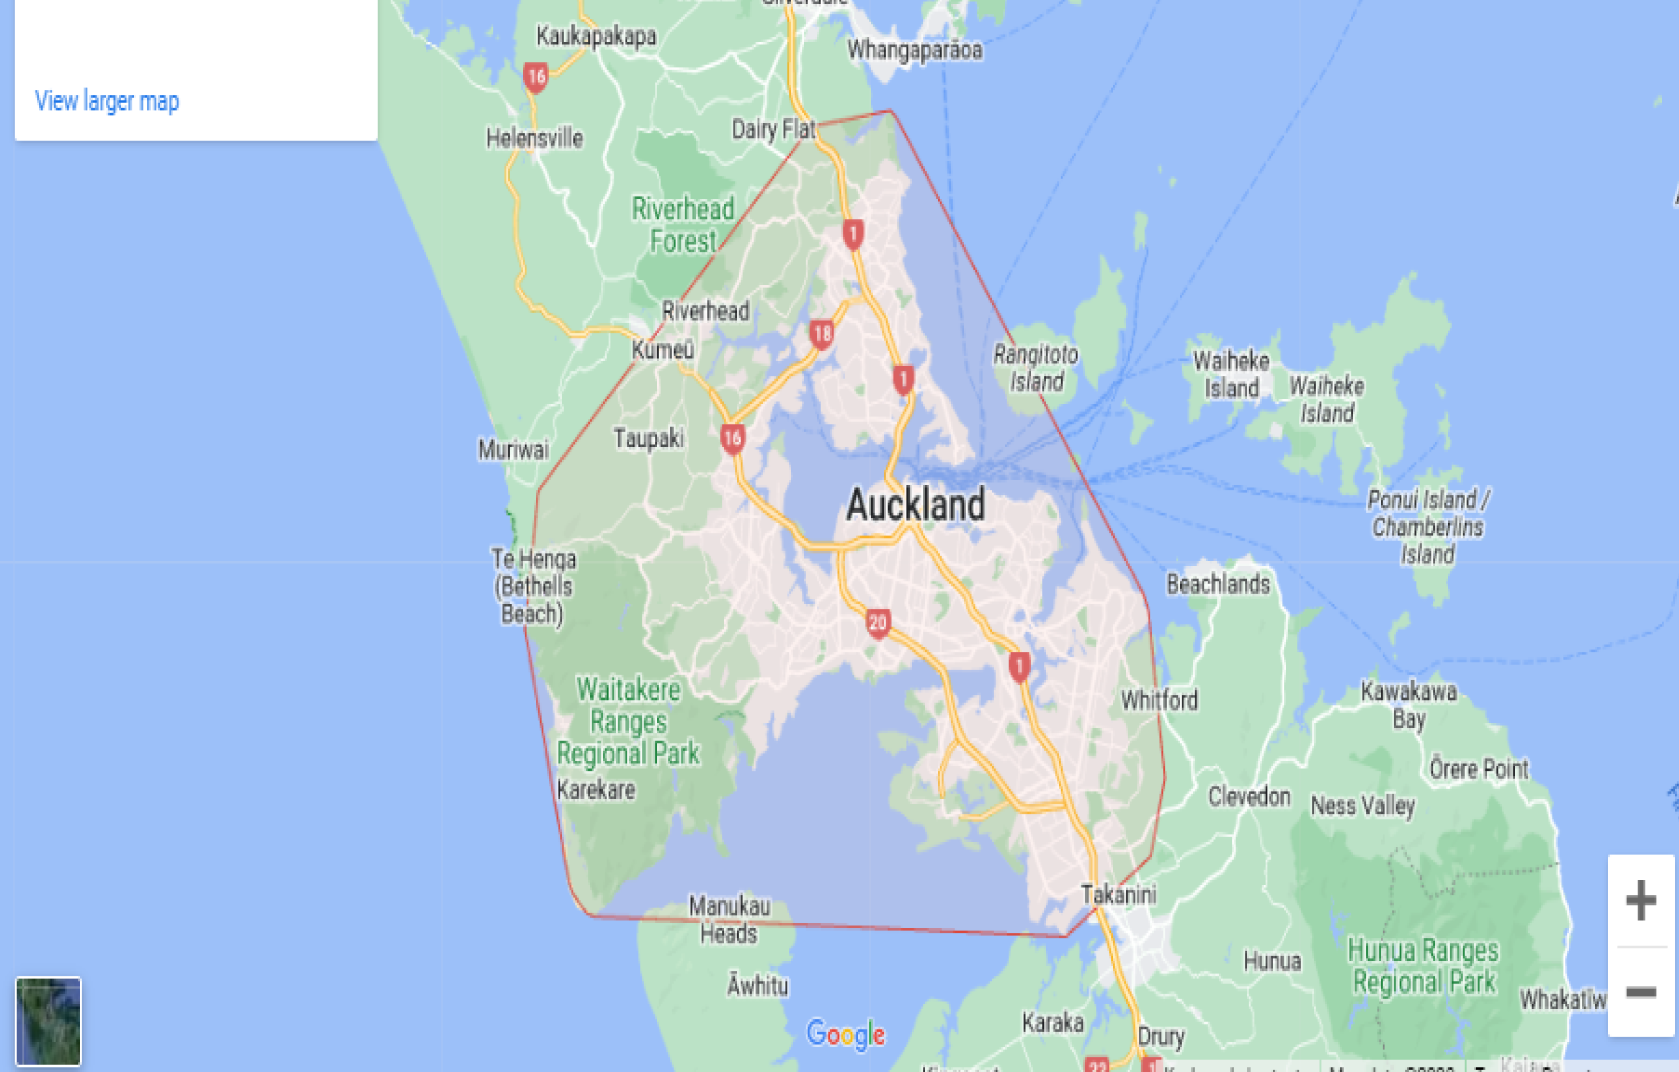 Silverdale
Kaukapakapa
Whangaparāoa
16
View larger map
Dairy Flat
Helensville
Riverhead
Forest
1
Riverhead
18
Kumeū
Rangitoto
Island
Waiheke
Island
Waiheke
Island
1
Taupaki
16
Muriwai
Auckland
Ponui Island /
Chamberlins
Island
Te Henga
(Bethells
Beach)
Beachlands
20
1
Waitakere
Ranges
Regional Park
Whitford
Kawakawa
Bay
Ōrere Point
Karekare
Clevedon
Ness Valley
Takanini
Manukau
Heads
Hunua Ranges
Regional Park
Hunua
Āwhitu
Whakatīw
Karaka
Google
Drury
22
1